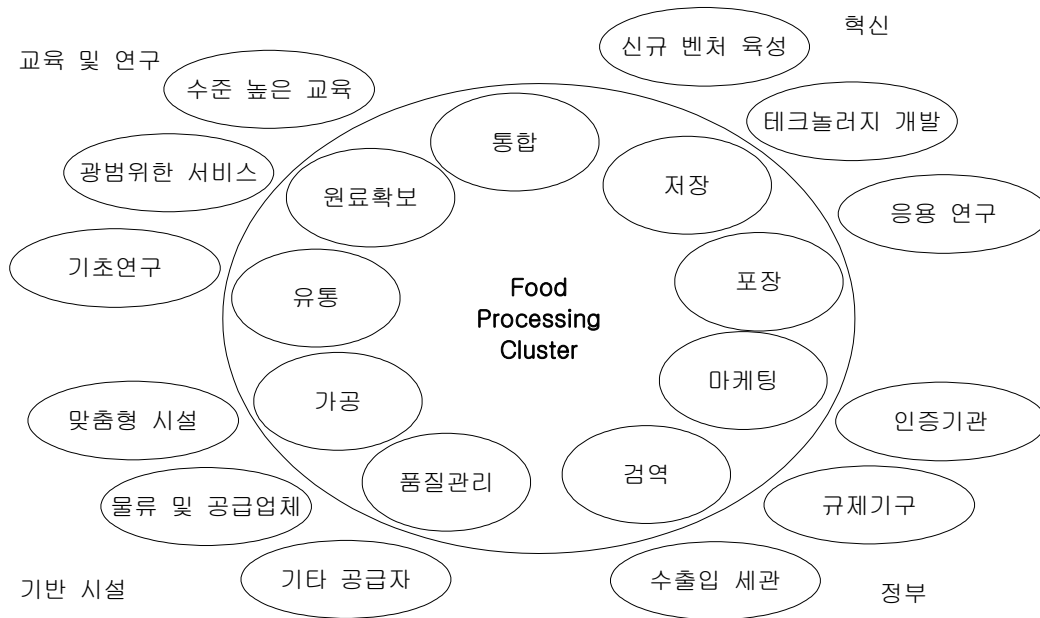 혁신
신규 벤처 육성
교육 및 연구
수준 높은 교육
테크놀러지 개발
통합
광범위한 서비스
원료확보
저장
응용 연구
기초연구
유통
포장
Food
Processing
Cluster
가공
마케팅
맞춤형 시설
인증기관
품질관리
검역
물류 및 공급업체
규제기구
기타 공급자
수출입 세관
기반 시설
정부